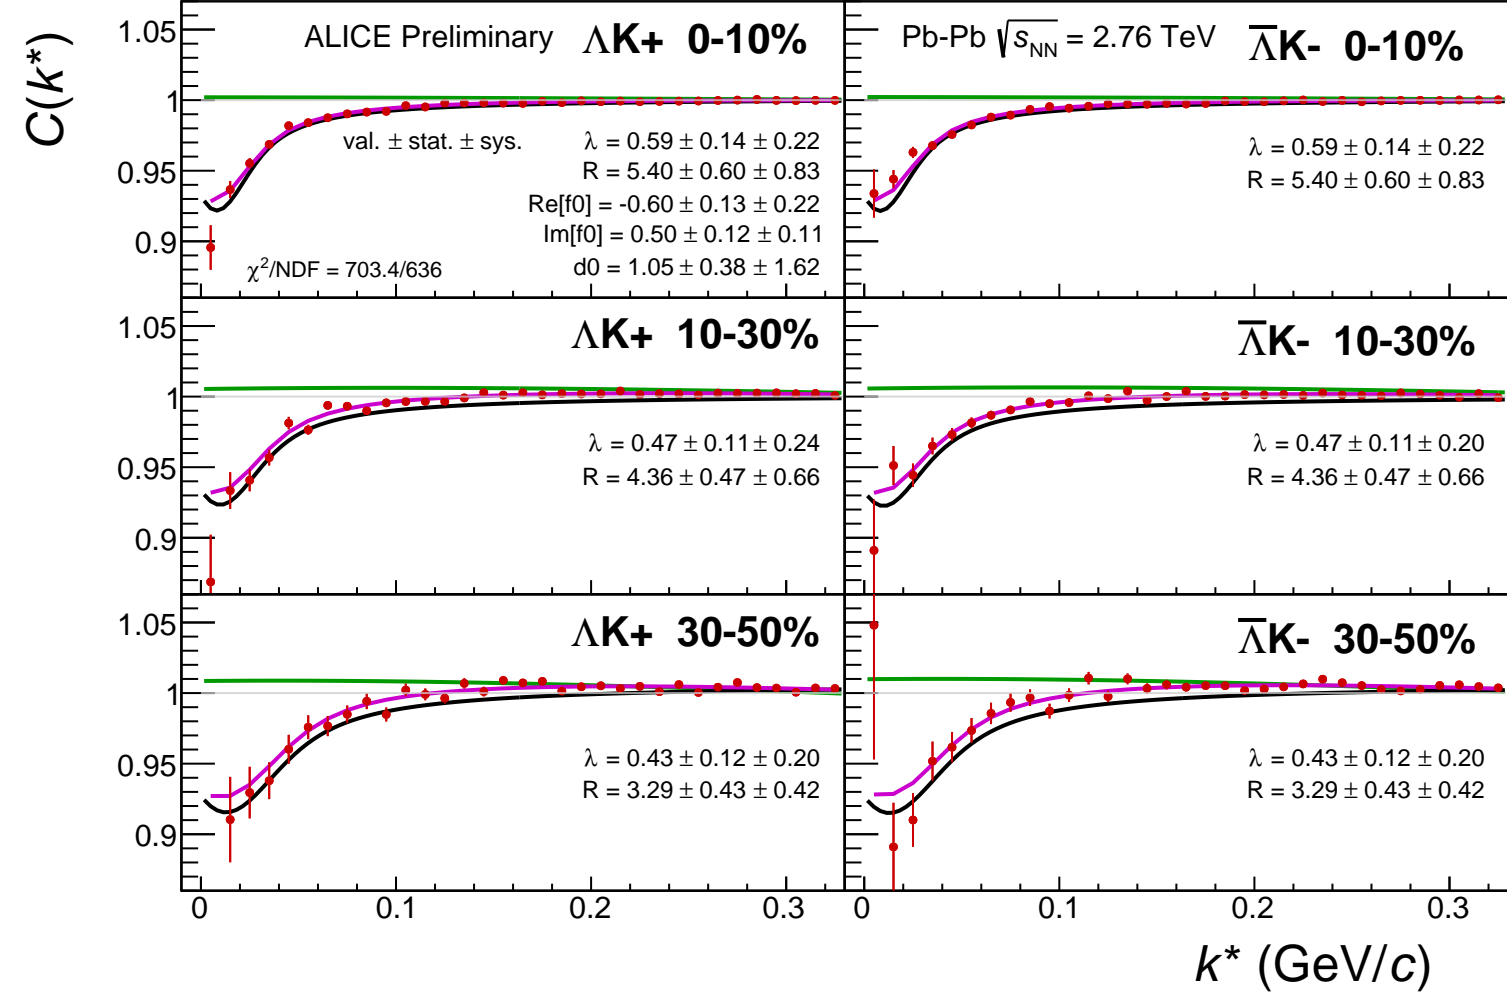 C(k*)
ALICE Preliminary ΛK+ 0-10%
1.05
1
0.95
0.9
val. ± stat. ± sys.
λ = 0.59 ± 0.14 ± 0.22
R = 5.40 ± 0.60 ± 0.83
Re[f0] = -0.60 ± 0.13 ± 0.22
Im[f0] = 0.50 ± 0.12 ± 0.11
d0 = 1.05 ± 0.38 ± 1.62
χ²/NDF = 703.4/636
Pb-Pb √s_NN = 2.76 TeV Λ̅K- 0-10%
λ = 0.59 ± 0.14 ± 0.22
R = 5.40 ± 0.60 ± 0.83
ΛK+ 10-30%
1.05
1
0.95
0.9
λ = 0.47 ± 0.11 ± 0.24
R = 4.36 ± 0.47 ± 0.66
Λ̅K- 10-30%
λ = 0.47 ± 0.11 ± 0.20
R = 4.36 ± 0.47 ± 0.66
ΛK+ 30-50%
1.05
1
0.95
0.9
λ = 0.43 ± 0.12 ± 0.20
R = 3.29 ± 0.43 ± 0.42
Λ̅K- 30-50%
λ = 0.43 ± 0.12 ± 0.20
R = 3.29 ± 0.43 ± 0.42
0 0.1 0.2 0.3 0 0.1 0.2 0.3
k* (GeV/c)